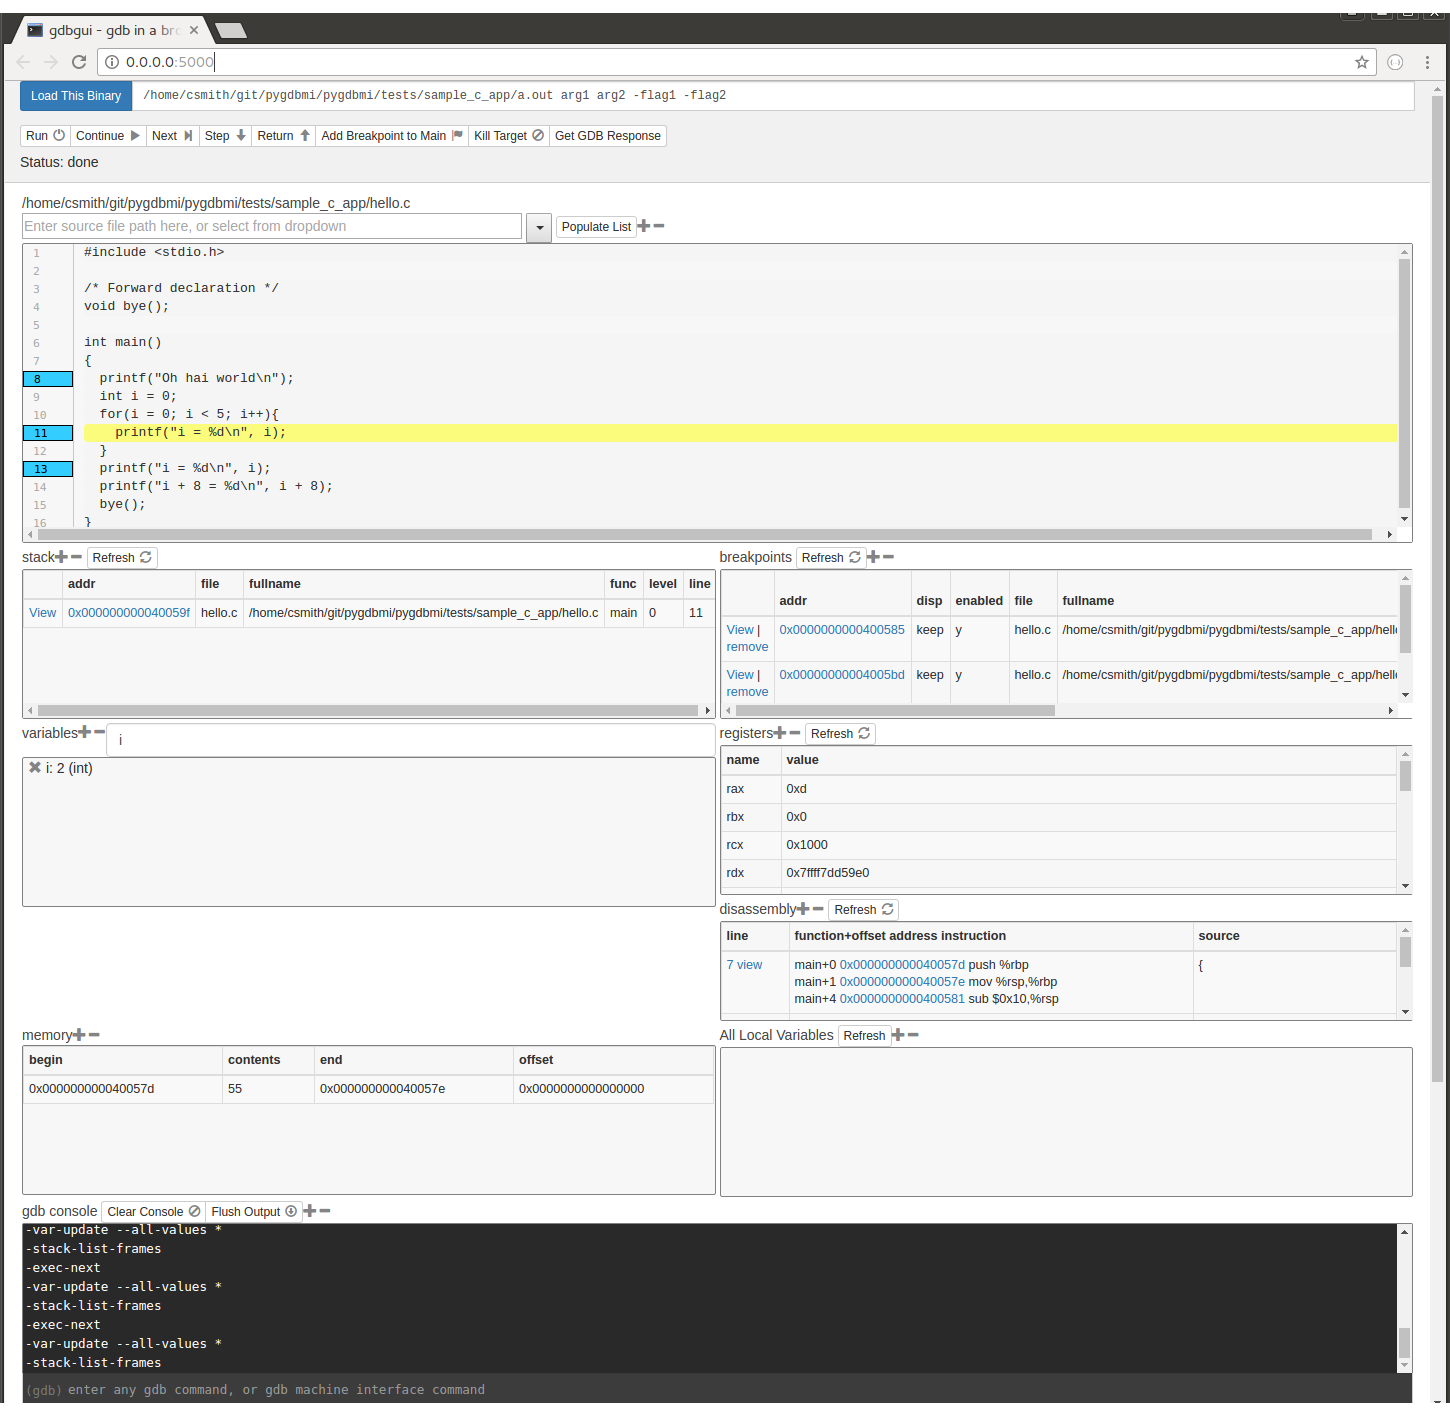 gdbgui - gdb in a bro
0.0.0.0:5000
Load This Binary /home/csmith/git/pygdbmi/pygdbmi/tests/sample_c_app/a.out arg1 arg2 -flag1 -flag2
Run Continue Next Step Return Add Breakpoint to Main Kill Target Get GDB Response
Status: done
/home/csmith/git/pygdbmi/pygdbmi/tests/sample_c_app/hello.c
Enter source file path here, or select from dropdown Populate List
1 #include <stdio.h>
2
3 /* Forward declaration */
4 void bye();
5
6 int main()
7 {
8   printf("Oh hai world\n");
9   int i = 0;
10   for(i = 0; i < 5; i++){
11     printf("i = %d\n", i);
12   }
13   printf("i = %d\n", i);
14   printf("i + 8 = %d\n", i + 8);
15   bye();
16 }
stack Refresh
addr file fullname func level line
View 0x000000000040059f hello.c /home/csmith/git/pygdbmi/pygdbmi/tests/sample_c_app/hello.c main 0 11
breakpoints Refresh
addr disp enabled file fullname
View | 0x0000000000400585 keep y hello.c /home/csmith/git/pygdbmi/pygdbmi/tests/sample_c_app/hell
remove
View | 0x00000000004005bd keep y hello.c /home/csmith/git/pygdbmi/pygdbmi/tests/sample_c_app/hell
remove
variables i
i: 2 (int)
registers Refresh
name value
rax 0xd
rbx 0x0
rcx 0x1000
rdx 0x7ffff7dd59e0
disassembly Refresh
line function+offset address instruction source
7 view main+0 0x000000000040057d push %rbp {
main+1 0x000000000040057e mov %rsp,%rbp
main+4 0x0000000000400581 sub $0x10,%rsp
memory
begin contents end offset
0x000000000040057d 55 0x000000000040057e 0x0000000000000000
All Local Variables Refresh
gdb console Clear Console Flush Output
-var-update --all-values *
-stack-list-frames
-exec-next
-var-update --all-values *
-stack-list-frames
-exec-next
-var-update --all-values *
-stack-list-frames
(gdb) enter any gdb command, or gdb machine interface command